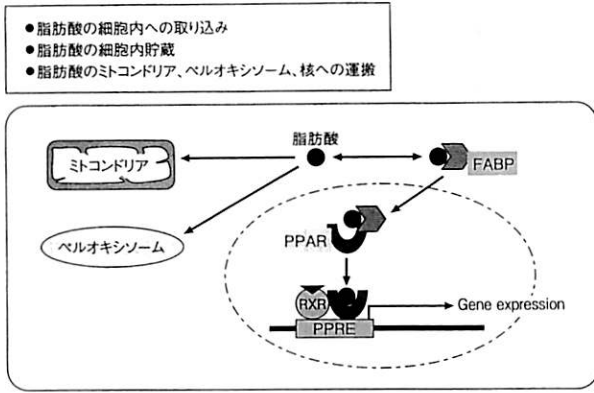 ●脂肪酸の細胞内への取り込み
●脂肪酸の細胞内貯蔵
●脂肪酸のミトコンドリア、ペルオキシソーム、核への運搬
脂肪酸
ミトコンドリア
FABP
ペルオキシソーム
PPAR
RXR
Gene expression
PPRE